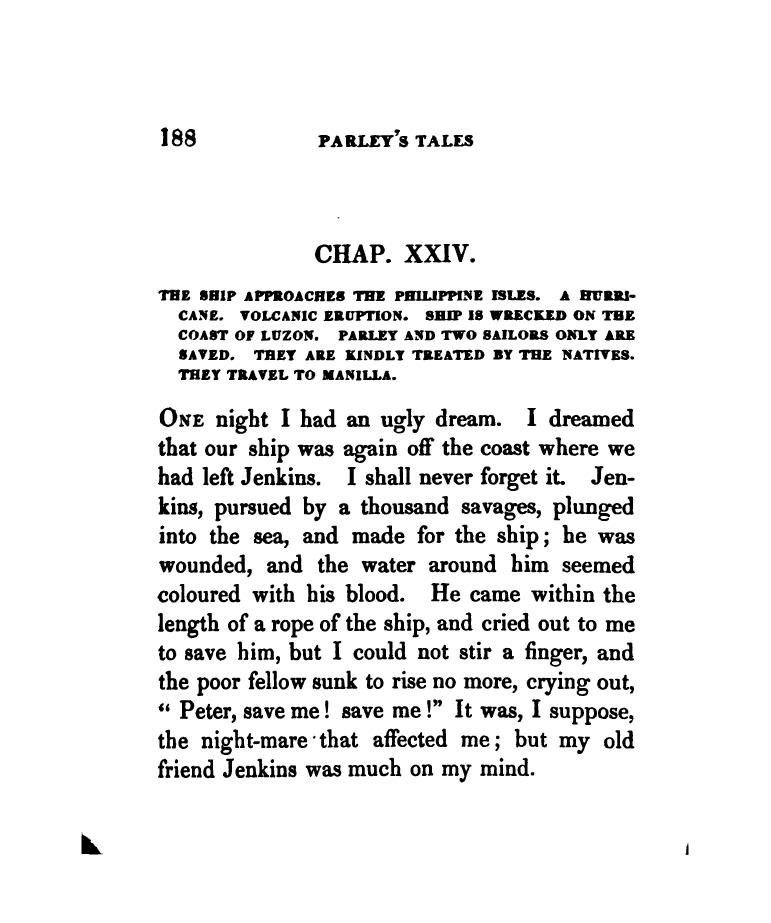 188 PARLEY'S TALES
CHAP. XXIV.
THE SHIP APPROACHES THE PHILIPPINE ISLES. A HURRI-
CANE. VOLCANIC ERUPTION. SHIP IS WRECKED ON THE
COAST OF LUZON. PARLEY AND TWO SAILORS ONLY ARE
SAVED. THEY ARE KINDLY TREATED BY THE NATIVES.
THEY TRAVEL TO MANILLA.
ONE night I had an ugly dream. I dreamed
that our ship was again off the coast where we
had left Jenkins. I shall never forget it. Jen-
kins, pursued by a thousand savages, plunged
into the sea, and made for the ship; he was
wounded, and the water around him seemed
coloured with his blood. He came within the
length of a rope of the ship, and cried out to me
to save him, but I could not stir a finger, and
the poor fellow sunk to rise no more, crying out,
“ Peter, save me! save me!” It was, I suppose,
the night-mare that affected me; but my old
friend Jenkins was much on my mind.